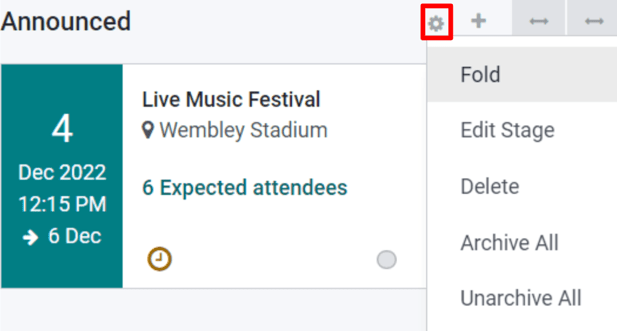 Announced
4
Dec 2022
12:15 PM
→ 6 Dec
Live Music Festival
Wembley Stadium
6 Expected attendees
Fold
Edit Stage
Delete
Archive All
Unarchive All